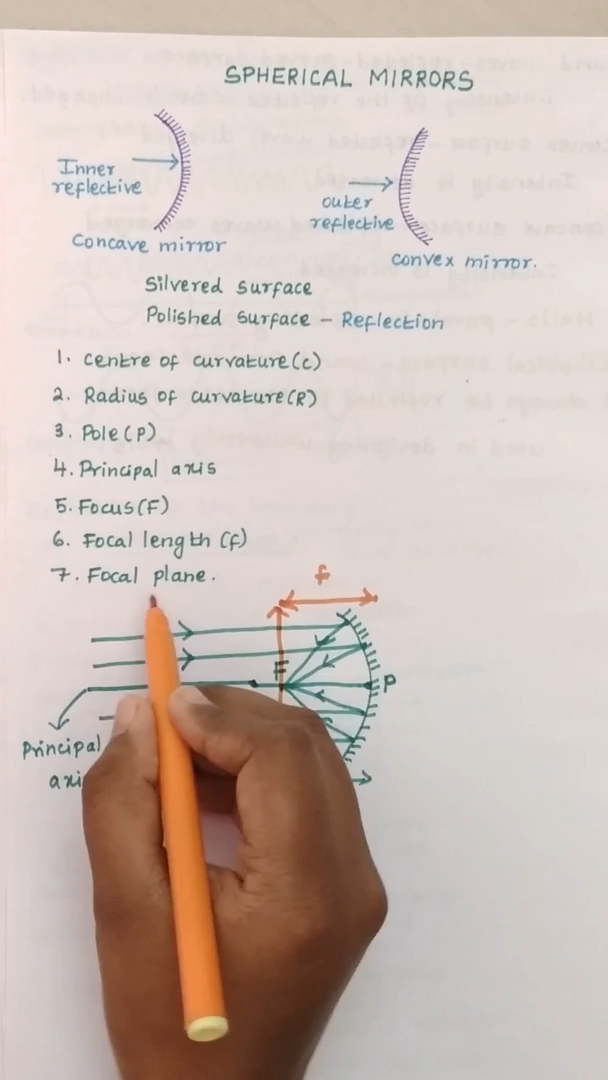 SPHERICAL MIRRORS
Inner
reflective
Concave mirror
outer
reflective
convex mirror.
Silvered surface
Polished surface - Reflection
1. centre of curvature (c)
2. Radius of curvature (R)
3. Pole (P)
4. Principal axis
5. Focus (F)
6. Focal length (f)
7. Focal plane.
f
F
P
Principal